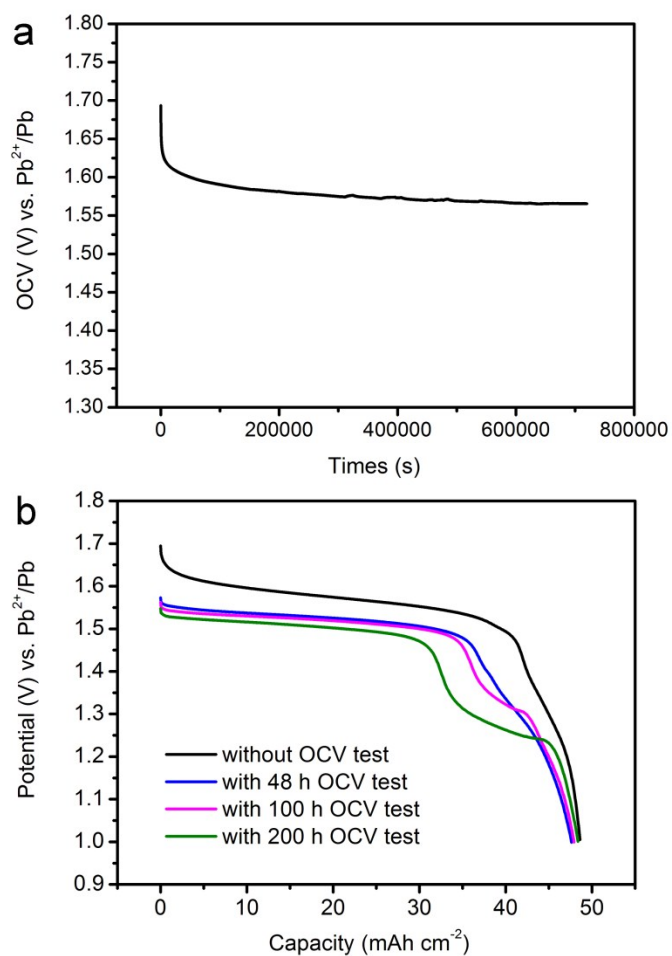 a
1.80
1.75
1.70
1.65
1.60
1.55
1.50
1.45
1.40
1.35
1.30
OCV (V) vs. Pb²⁺/Pb
0 200000 400000 600000 800000
Times (s)
b
1.8
1.7
1.6
1.5
1.4
1.3
1.2
1.1
1.0
0.9
Potential (V) vs. Pb²⁺/Pb
without OCV test
with 48 h OCV test
with 100 h OCV test
with 200 h OCV test
0 10 20 30 40 50
Capacity (mAh cm⁻²)